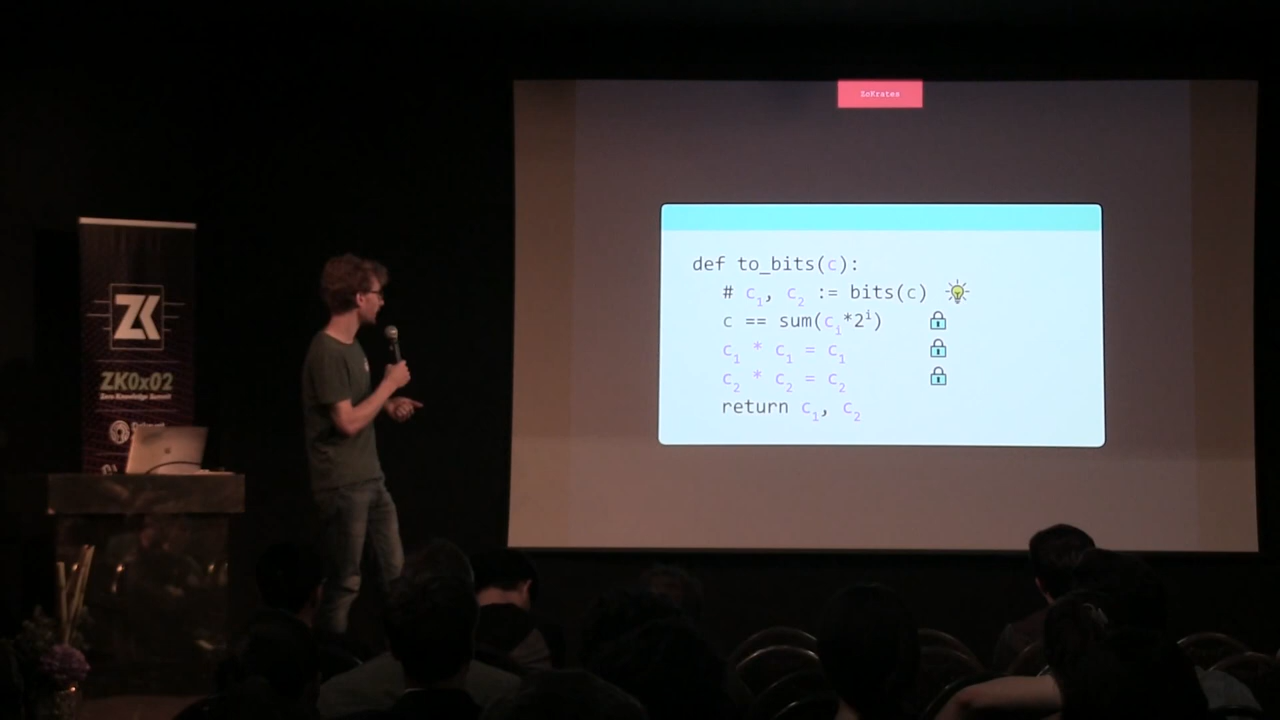 ZoKrates
def to_bits(c):
# c₁, c₂ := bits(c)
c == sum(cᵢ*2ⁱ)
c₁ * c₁ = c₁
c₂ * c₂ = c₂
return c₁, c₂
ZK
ZK0x02
Zero Knowledge Summit